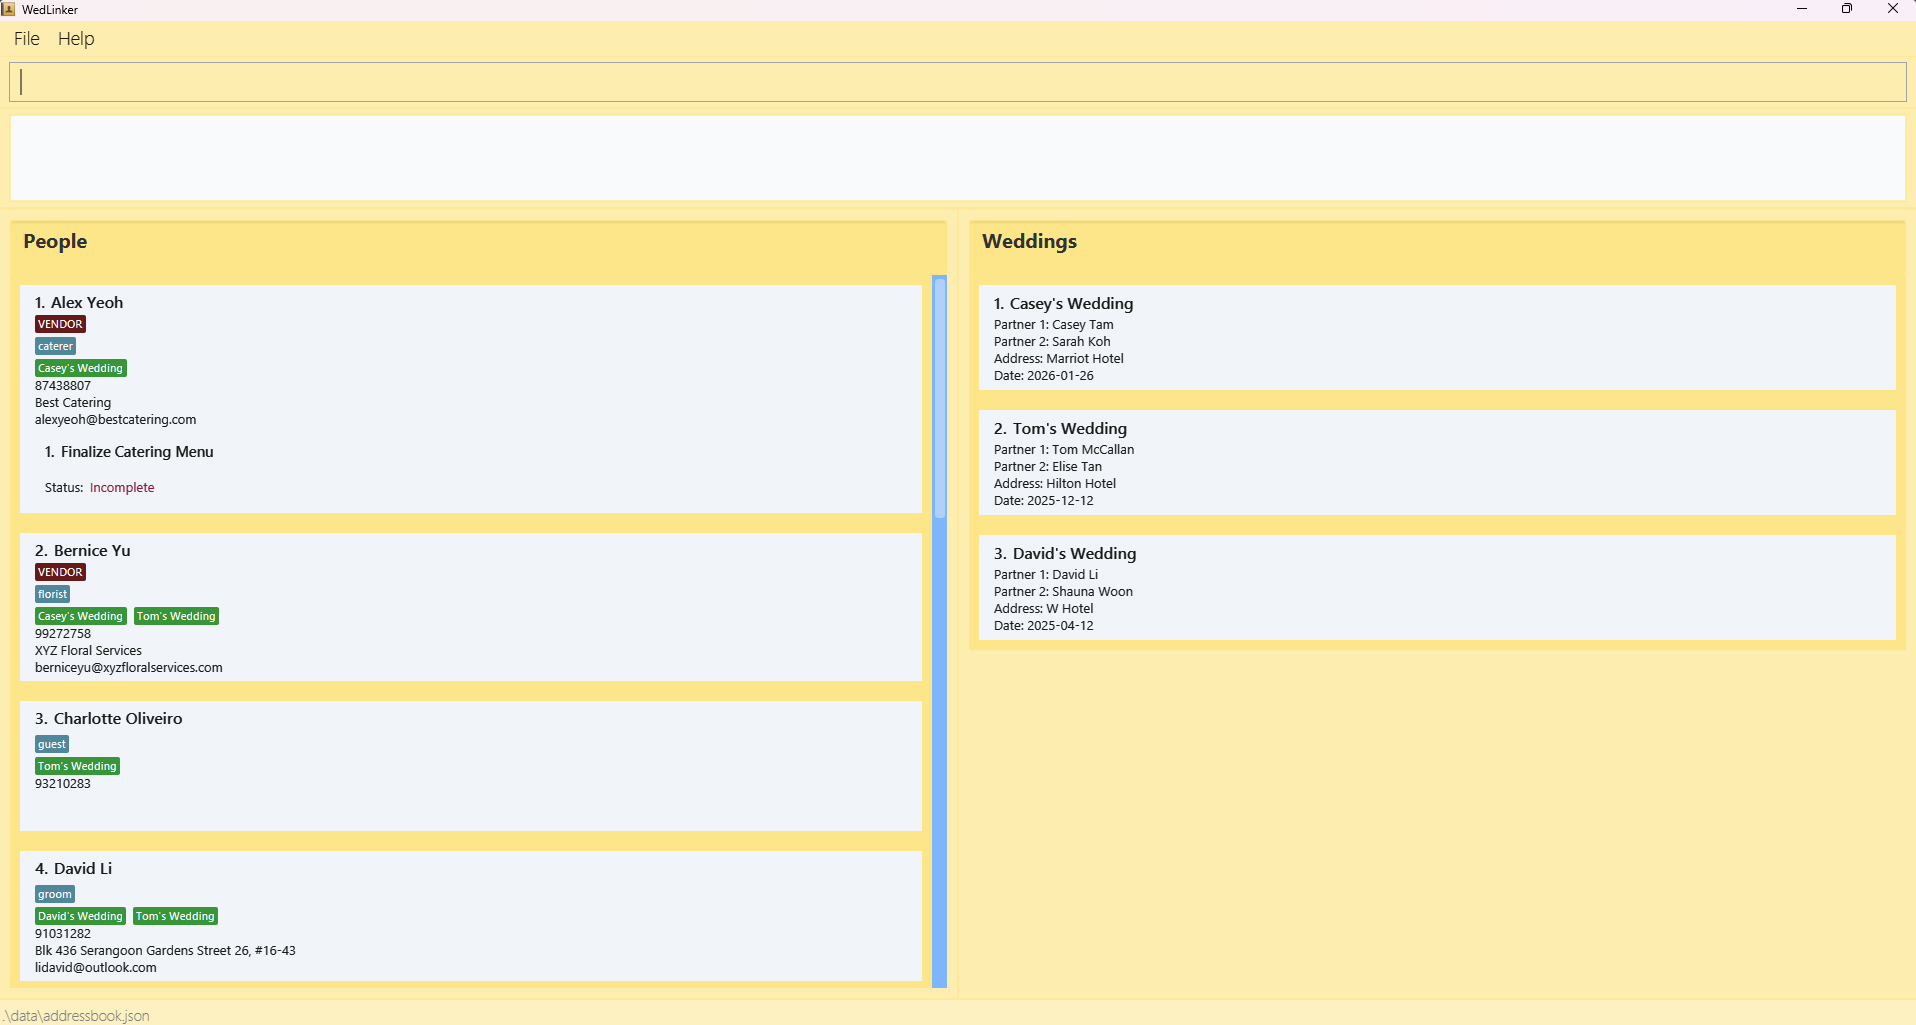 WedLinker
File Help
People
1. Alex Yeoh
VENDOR
caterer
Casey's Wedding
87438807
Best Catering
alexyeoh@bestcatering.com
1. Finalize Catering Menu
Status: Incomplete
2. Bernice Yu
VENDOR
florist
Casey's Wedding Tom's Wedding
99272758
XYZ Floral Services
berniceyu@xyzfloralservices.com
3. Charlotte Oliveiro
guest
Tom's Wedding
93210283
4. David Li
groom
David's Wedding Tom's Wedding
91031282
Blk 436 Serangoon Gardens Street 26, #16-43
lidavid@outlook.com
Weddings
1. Casey's Wedding
Partner 1: Casey Tam
Partner 2: Sarah Koh
Address: Marriot Hotel
Date: 2026-01-26
2. Tom's Wedding
Partner 1: Tom McCallan
Partner 2: Elise Tan
Address: Hilton Hotel
Date: 2025-12-12
3. David's Wedding
Partner 1: David Li
Partner 2: Shauna Woon
Address: W Hotel
Date: 2025-04-12
.\data\addressbook.json